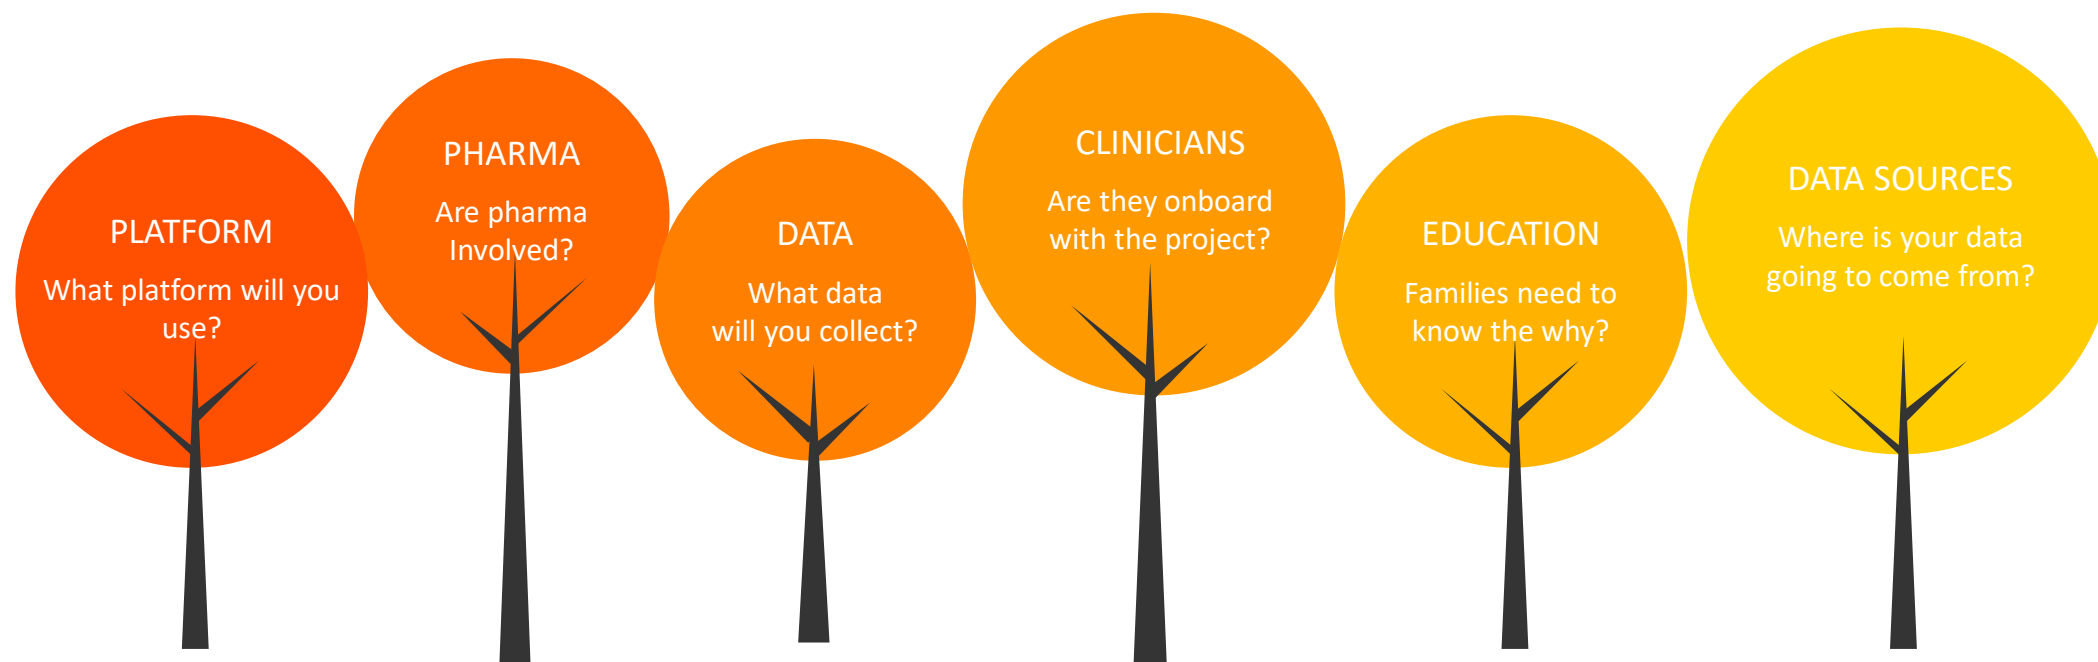 PLATFORM
What platform will you
use?
PHARMA
Are pharma
Involved?
DATA
What data
will you collect?
CLINICIANS
Are they onboard
with the project?
EDUCATION
Families need to
know the why?
DATA SOURCES
Where is your data
going to come from?